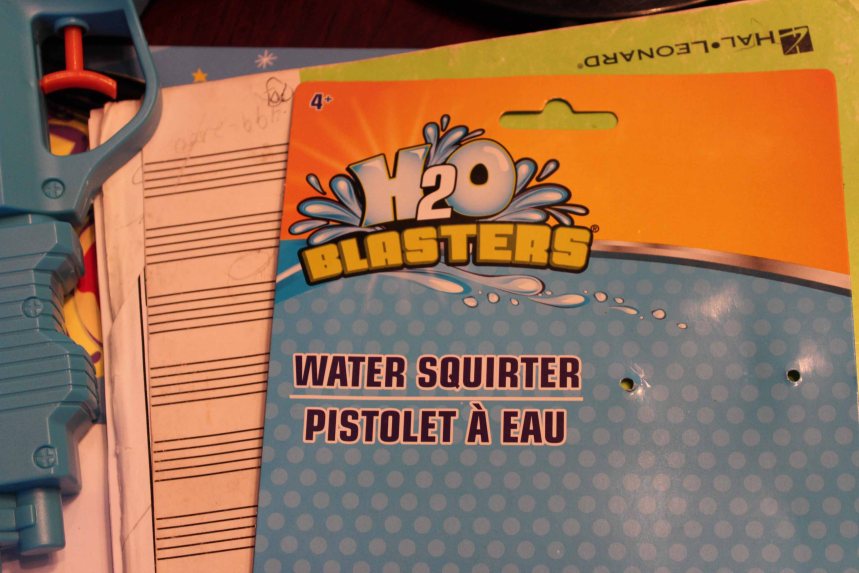 HAL•LEONARD®
4+
H2O
BLASTERS®
WATER SQUIRTER
PISTOLET À EAU